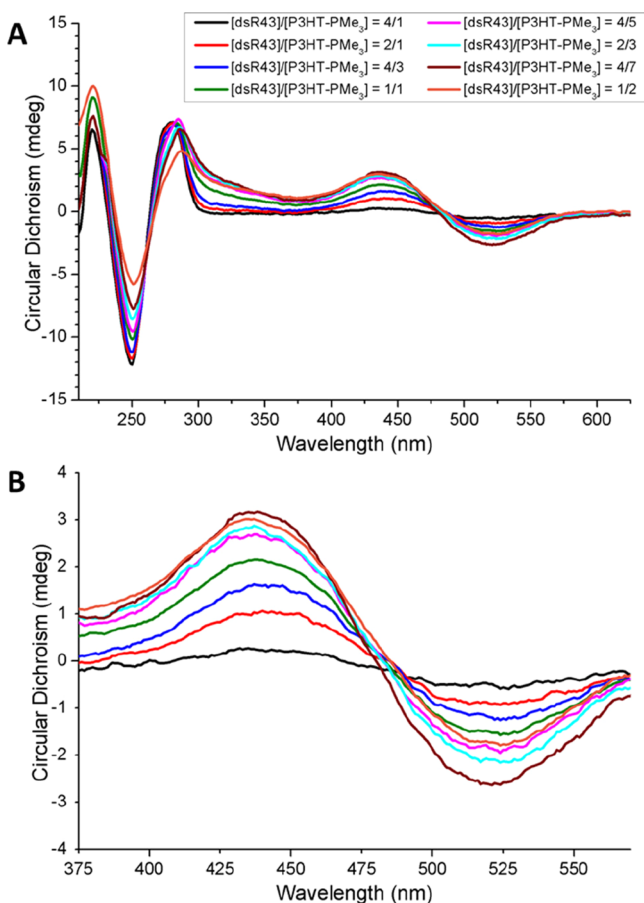 A
[dsR43]/[P3HT-PMe3] = 4/1
[dsR43]/[P3HT-PMe3] = 2/1
[dsR43]/[P3HT-PMe3] = 4/3
[dsR43]/[P3HT-PMe3] = 1/1
[dsR43]/[P3HT-PMe3] = 4/5
[dsR43]/[P3HT-PMe3] = 2/3
[dsR43]/[P3HT-PMe3] = 4/7
[dsR43]/[P3HT-PMe3] = 1/2
Circular Dichroism (mdeg)
15
10
5
0
-5
-10
-15
250 300 350 400 450 500 550 600
Wavelength (nm)
B
Circular Dichroism (mdeg)
4
3
2
1
0
-1
-2
-3
-4
375 400 425 450 475 500 525 550
Wavelength (nm)